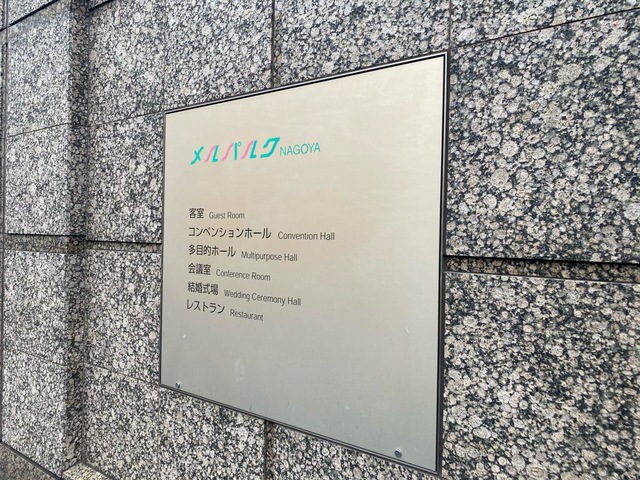 メルパルク NAGOYA
客室 Guest Room
コンベンションホール Convention Hall
多目的ホール Multipurpose Hall
会議室 Conference Room
結婚式場 Wedding Ceremony Hall
レストラン Restaurant